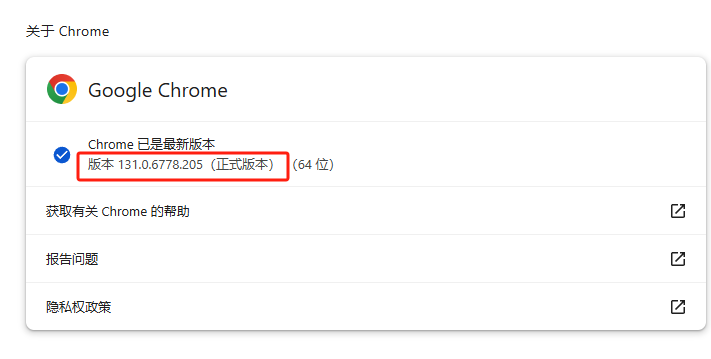 关于 Chrome
Google Chrome
Chrome 已是最新版本
版本 131.0.6778.205（正式版本） （64 位）
获取有关 Chrome 的帮助
报告问题
隐私权政策